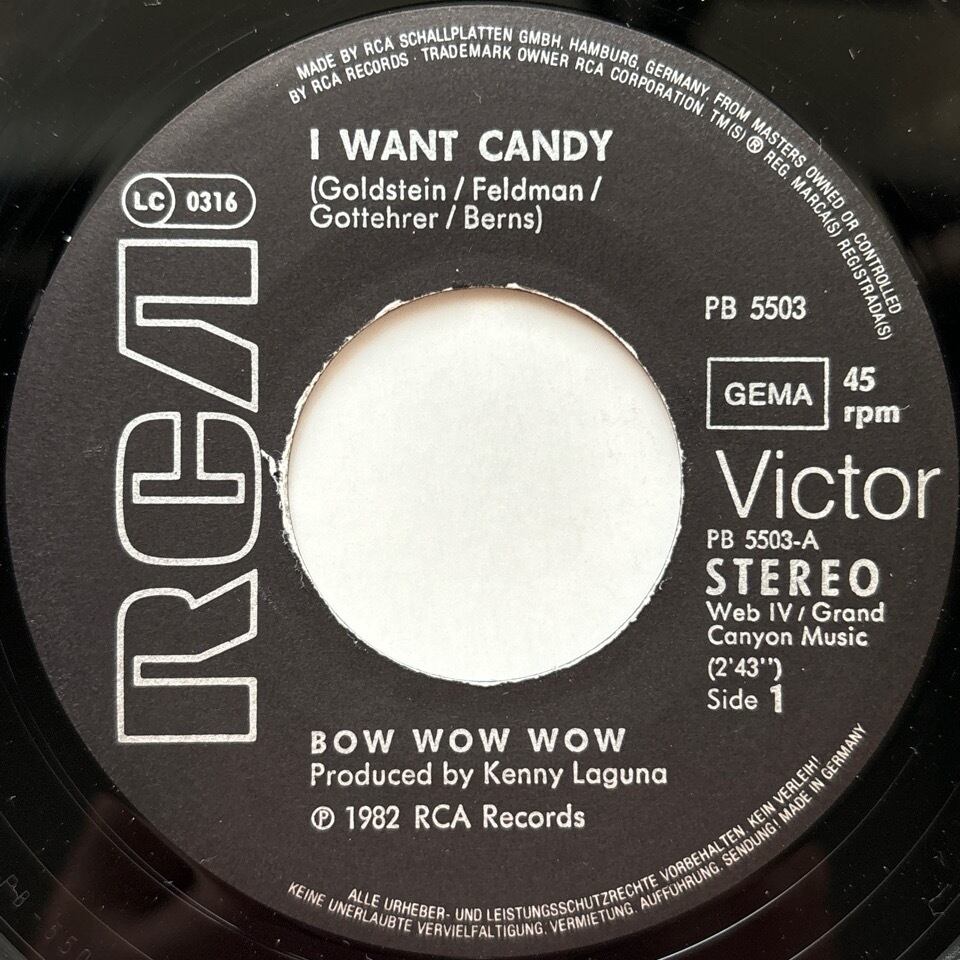 MADE BY RCA SCHALLPLATTEN GMBH, HAMBURG, GERMANY, FROM MASTERS OWNED OR CONTROLLED
BY RCA RECORDS · TRADEMARK OWNER RCA CORPORATION. TM(S) ® REG. MARCA(S) REGISTRADA(S)
I WANT CANDY
(Goldstein / Feldman /
Gottehrer / Berns)
LC 0316
RCA
PB 5503
GEMA
45
rpm
Victor
PB 5503-A
STEREO
Web IV / Grand
Canyon Music
(2'43'')
Side 1
BOW WOW WOW
Produced by Kenny Laguna
℗ 1982 RCA Records
ALLE URHEBER- UND LEISTUNGSSCHUTZRECHTE VORBEHALTEN. KEIN VERLEIH!
KEINE UNERLAUBTE VERVIELFÄLTIGUNG, VERMIETUNG, AUFFÜHRUNG, SENDUNG! MADE IN GERMANY